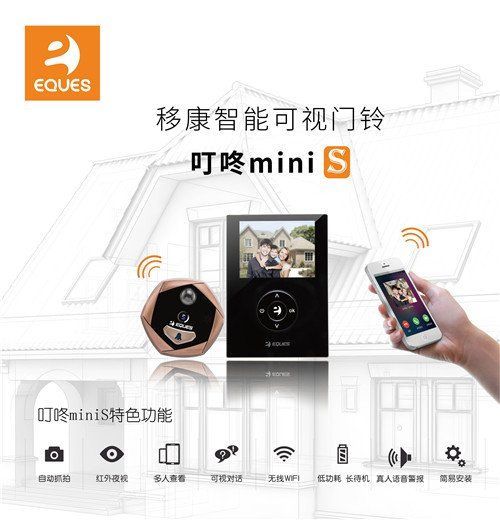 EQUES
移康智能可视门铃
叮咚mini S
OK
EQUES
EQUES
叮咚miniS特色功能
自动抓拍
红外夜视
多人查看
可视对话
无线WIFI
低功耗 长待机
真人语音警报
简易安装